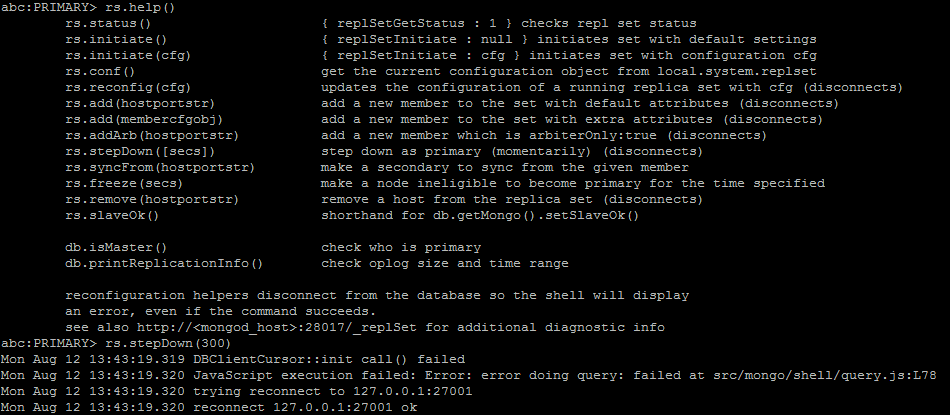 abc:PRIMARY> rs.help()
rs.status() { replSetGetStatus : 1 } checks repl set status
rs.initiate() { replSetInitiate : null } initiates set with default settings
rs.initiate(cfg) { replSetInitiate : cfg } initiates set with configuration cfg
rs.conf() get the current configuration object from local.system.replset
rs.reconfig(cfg) updates the configuration of a running replica set with cfg (disconnects)
rs.add(hostportstr) add a new member to the set with default attributes (disconnects)
rs.add(membercfgobj) add a new member to the set with extra attributes (disconnects)
rs.addArb(hostportstr) add a new member which is arbiterOnly:true (disconnects)
rs.stepDown([secs]) step down as primary (momentarily) (disconnects)
rs.syncFrom(hostportstr) make a secondary to sync from the given member
rs.freeze(secs) make a node ineligible to become primary for the time specified
rs.remove(hostportstr) remove a host from the replica set (disconnects)
rs.slaveOk() shorthand for db.getMongo().setSlaveOk()
db.isMaster() check who is primary
db.printReplicationInfo() check oplog size and time range
reconfiguration helpers disconnect from the database so the shell will display
an error, even if the command succeeds.
see also http://<mongod_host>:28017/_replSet for additional diagnostic info
abc:PRIMARY> rs.stepDown(300)
Mon Aug 12 13:43:19.319 DBClientCursor::init call() failed
Mon Aug 12 13:43:19.320 JavaScript execution failed: Error: error doing query: failed at src/mongo/shell/query.js:L78
Mon Aug 12 13:43:19.320 trying reconnect to 127.0.0.1:27001
Mon Aug 12 13:43:19.320 reconnect 127.0.0.1:27001 ok